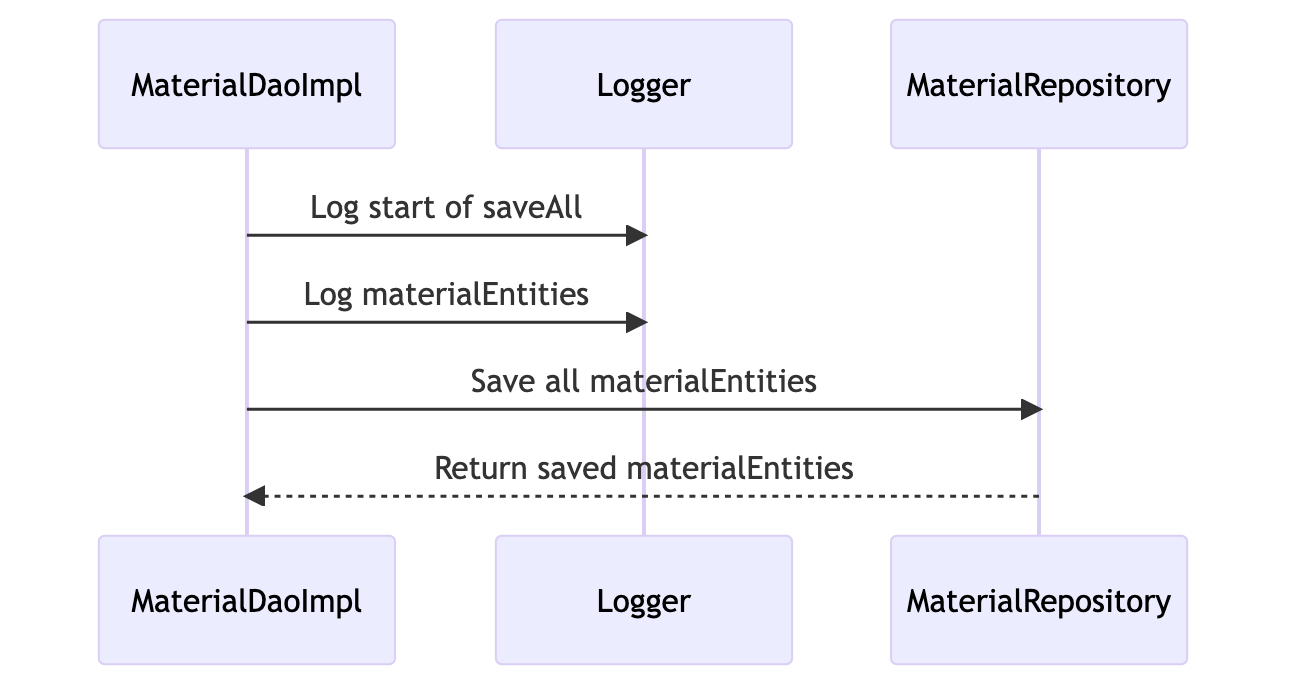 MaterialDaoImpl
Logger
MaterialRepository
Log start of saveAll
Log materialEntities
Save all materialEntities
Return saved materialEntities
MaterialDaoImpl
Logger
MaterialRepository